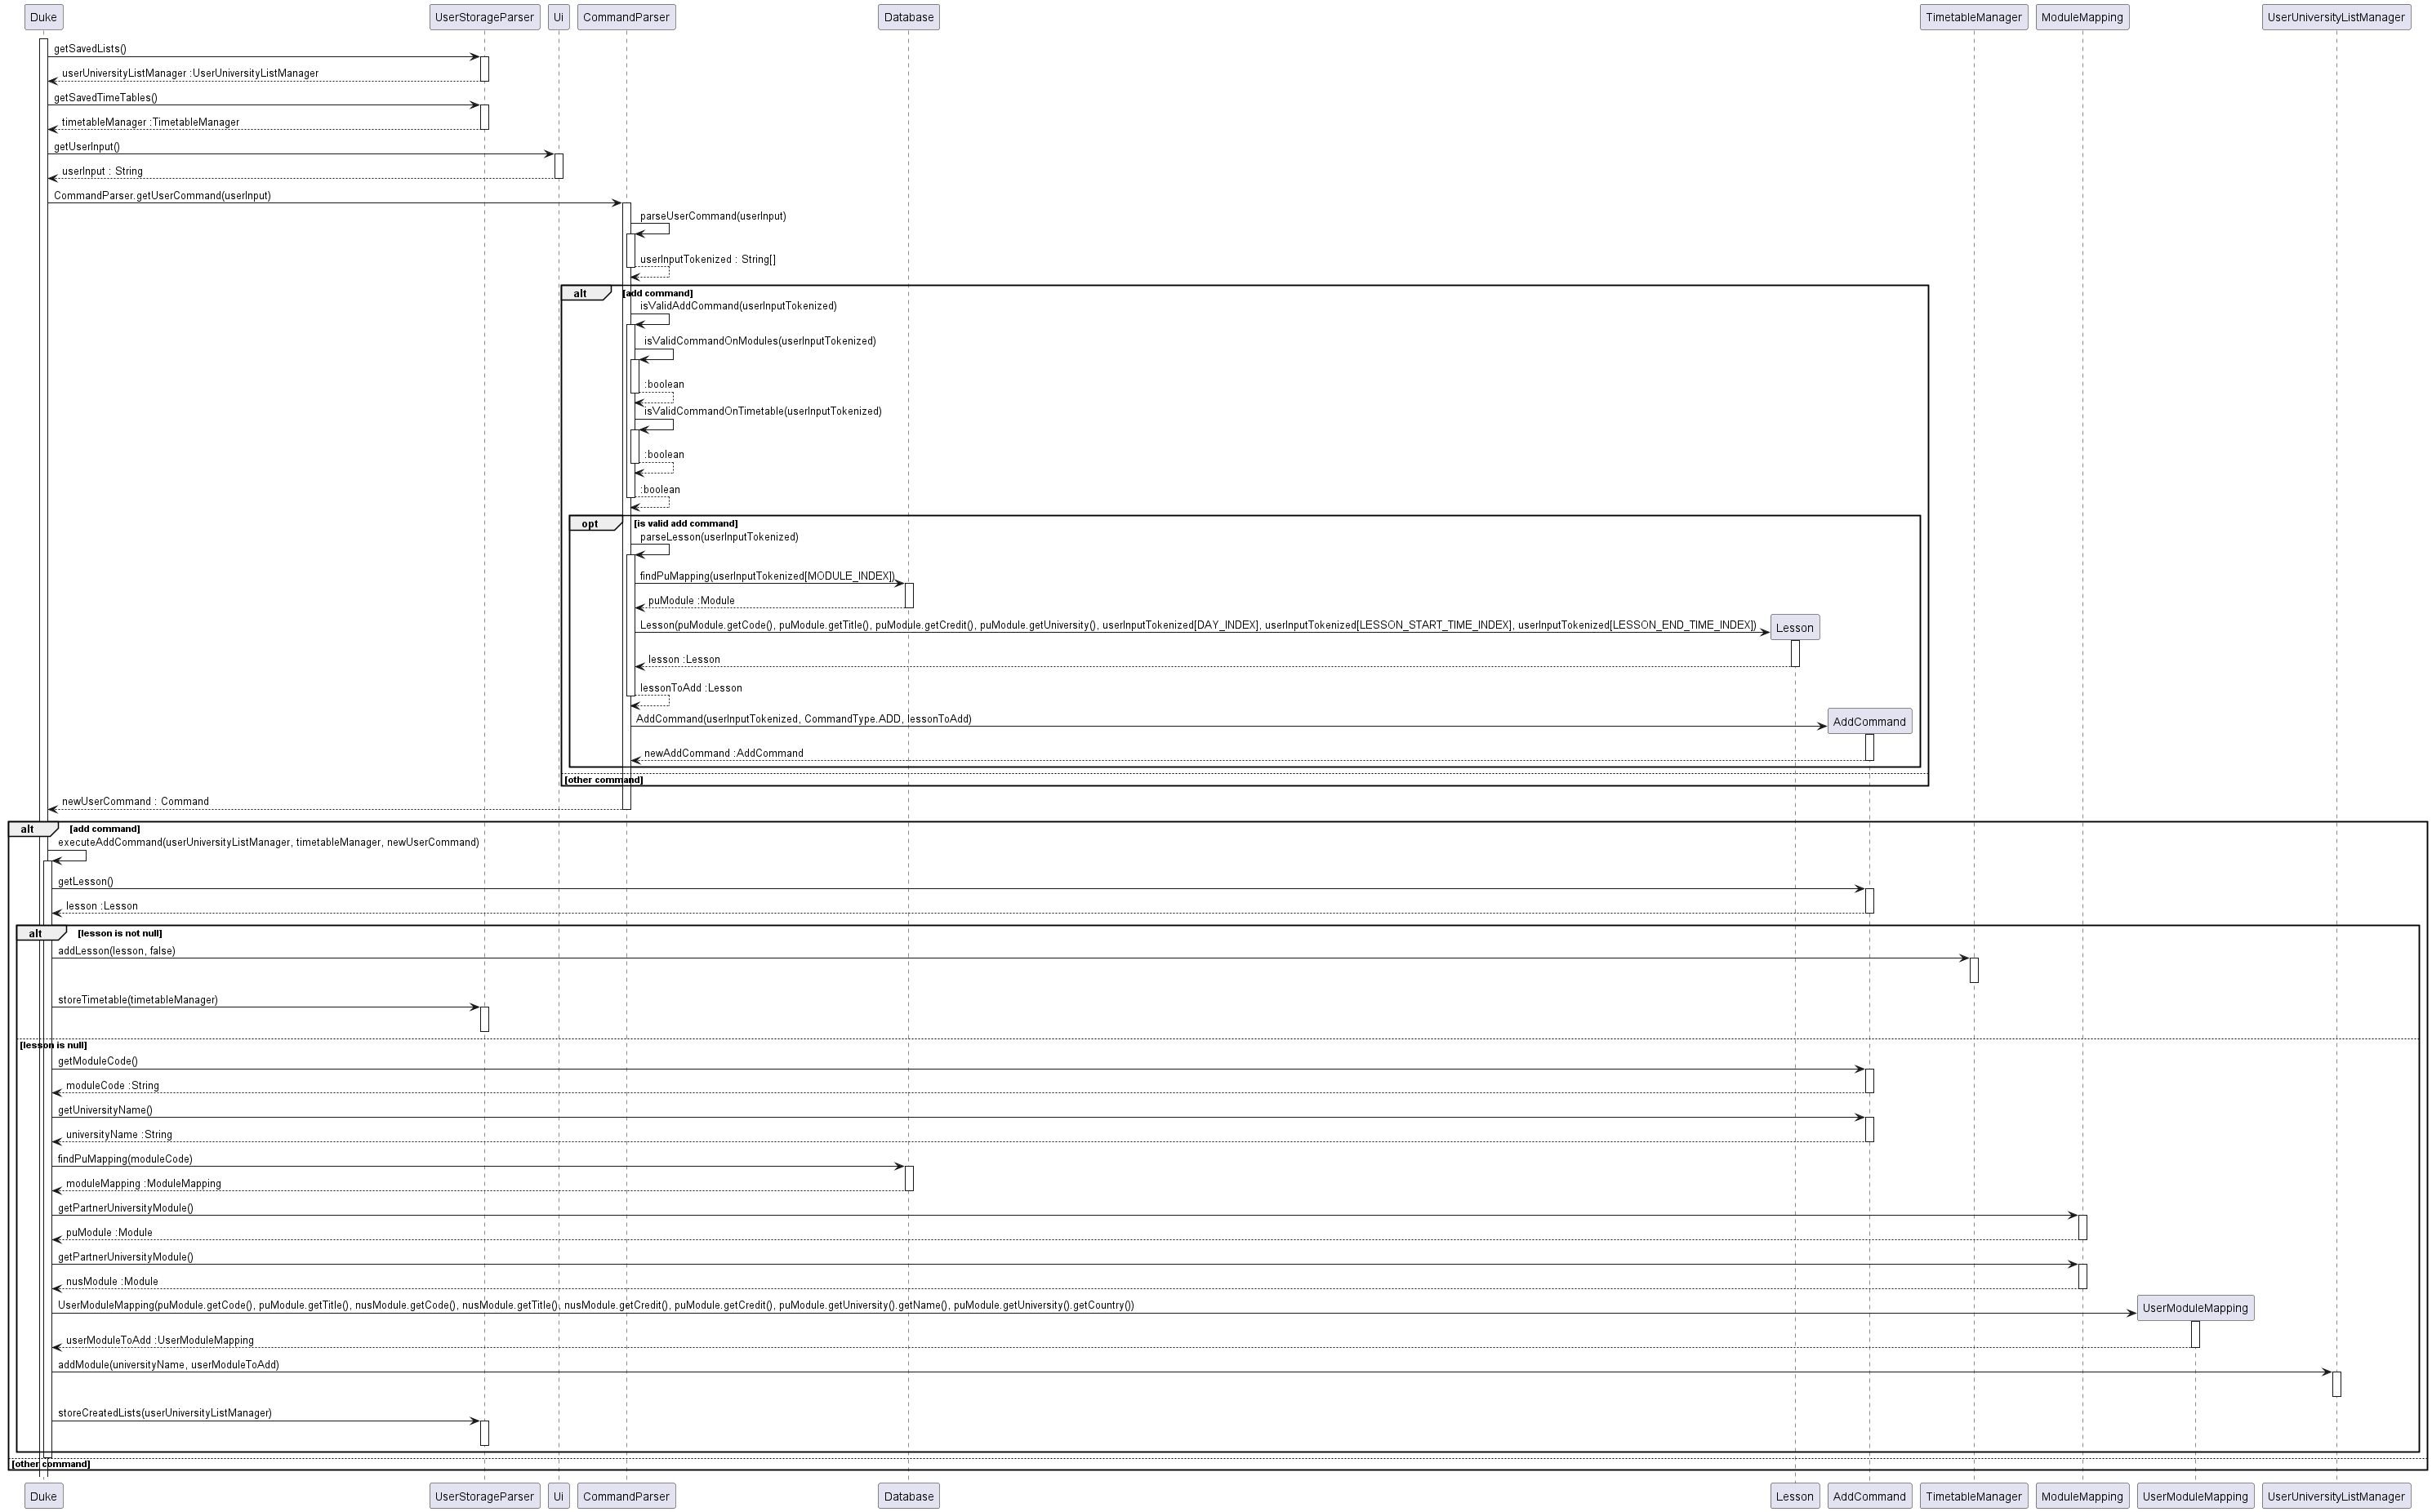 Duke
UserStorageParser
Ui
CommandParser
Database
TimetableManager
ModuleMapping
UserUniversityListManager
getSavedLists()
userUniversityListManager :UserUniversityListManager
getSavedTimeTables()
timetableManager :TimetableManager
getUserInput()
userInput : String
CommandParser.getUserCommand(userInput)
parseUserCommand(userInput)
userInputTokenized : String[]
alt
[add command]
isValidAddCommand(userInputTokenized)
isValidCommandOnModules(userInputTokenized)
:boolean
isValidCommandOnTimetable(userInputTokenized)
:boolean
:boolean
opt
[is valid add command]
parseLesson(userInputTokenized)
findPuMapping(userInputTokenized[MODULE_INDEX])
puModule :Module
Lesson(puModule.getCode(), puModule.getTitle(), puModule.getCredit(), puModule.getUniversity(), userInputTokenized[DAY_INDEX], userInputTokenized[LESSON_START_TIME_INDEX], userInputTokenized[LESSON_END_TIME_INDEX])
Lesson
lesson :Lesson
lessonToAdd :Lesson
AddCommand(userInputTokenized, CommandType.ADD, lessonToAdd)
AddCommand
newAddCommand :AddCommand
[other command]
newUserCommand : Command
alt
[add command]
executeAddCommand(userUniversityListManager, timetableManager, newUserCommand)
getLesson()
lesson :Lesson
alt
[lesson is not null]
addLesson(lesson, false)
storeTimetable(timetableManager)
[lesson is null]
getModuleCode()
moduleCode :String
getUniversityName()
universityName :String
findPuMapping(moduleCode)
moduleMapping :ModuleMapping
getPartnerUniversityModule()
puModule :Module
getPartnerUniversityModule()
nusModule :Module
UserModuleMapping(puModule.getCode(), puModule.getTitle(), nusModule.getCode(), nusModule.getTitle(), nusModule.getCredit(), puModule.getCredit(), puModule.getUniversity().getName(), puModule.getUniversity().getCountry())
UserModuleMapping
userModuleToAdd :UserModuleMapping
addModule(universityName, userModuleToAdd)
storeCreatedLists(userUniversityListManager)
[other command]
Duke
UserStorageParser
Ui
CommandParser
Database
Lesson
AddCommand
TimetableManager
ModuleMapping
UserModuleMapping
UserUniversityListManager